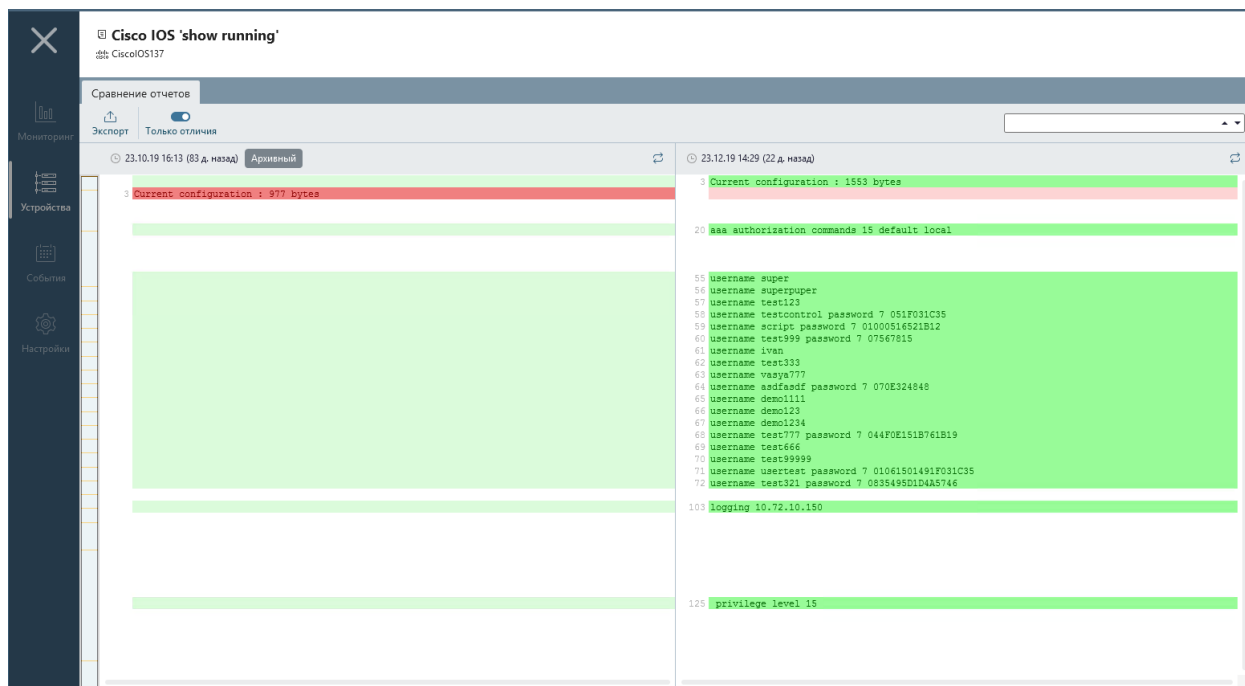 Cisco IOS 'show running'
CiscoIOS137
Мониторинг
Устройства
События
Настройки
Сравнение отчетов
Экспорт
Только отличия
23.10.19 16:13 (83 д. назад) Архивный
3 Current configuration : 977 bytes
23.12.19 14:29 (22 д. назад)
3 Current configuration : 1553 bytes
20 aaa authorization commands 15 default local
55 username super
56 username superpuper
57 username test123
58 username testcontrol password 7 051F031C35
59 username script password 7 01000516521B12
60 username test999 password 7 07567815
61 username ivan
62 username test333
63 username vasya777
64 username asdfasdf password 7 070E324848
65 username demo1111
66 username demo123
67 username demo1234
68 username test777 password 7 044F0E151B761B19
69 username test666
70 username test99999
71 username usertest password 7 01061501491F031C35
72 username test321 password 7 0835495D1D4A5746
103 logging 10.72.10.150
125 privilege level 15